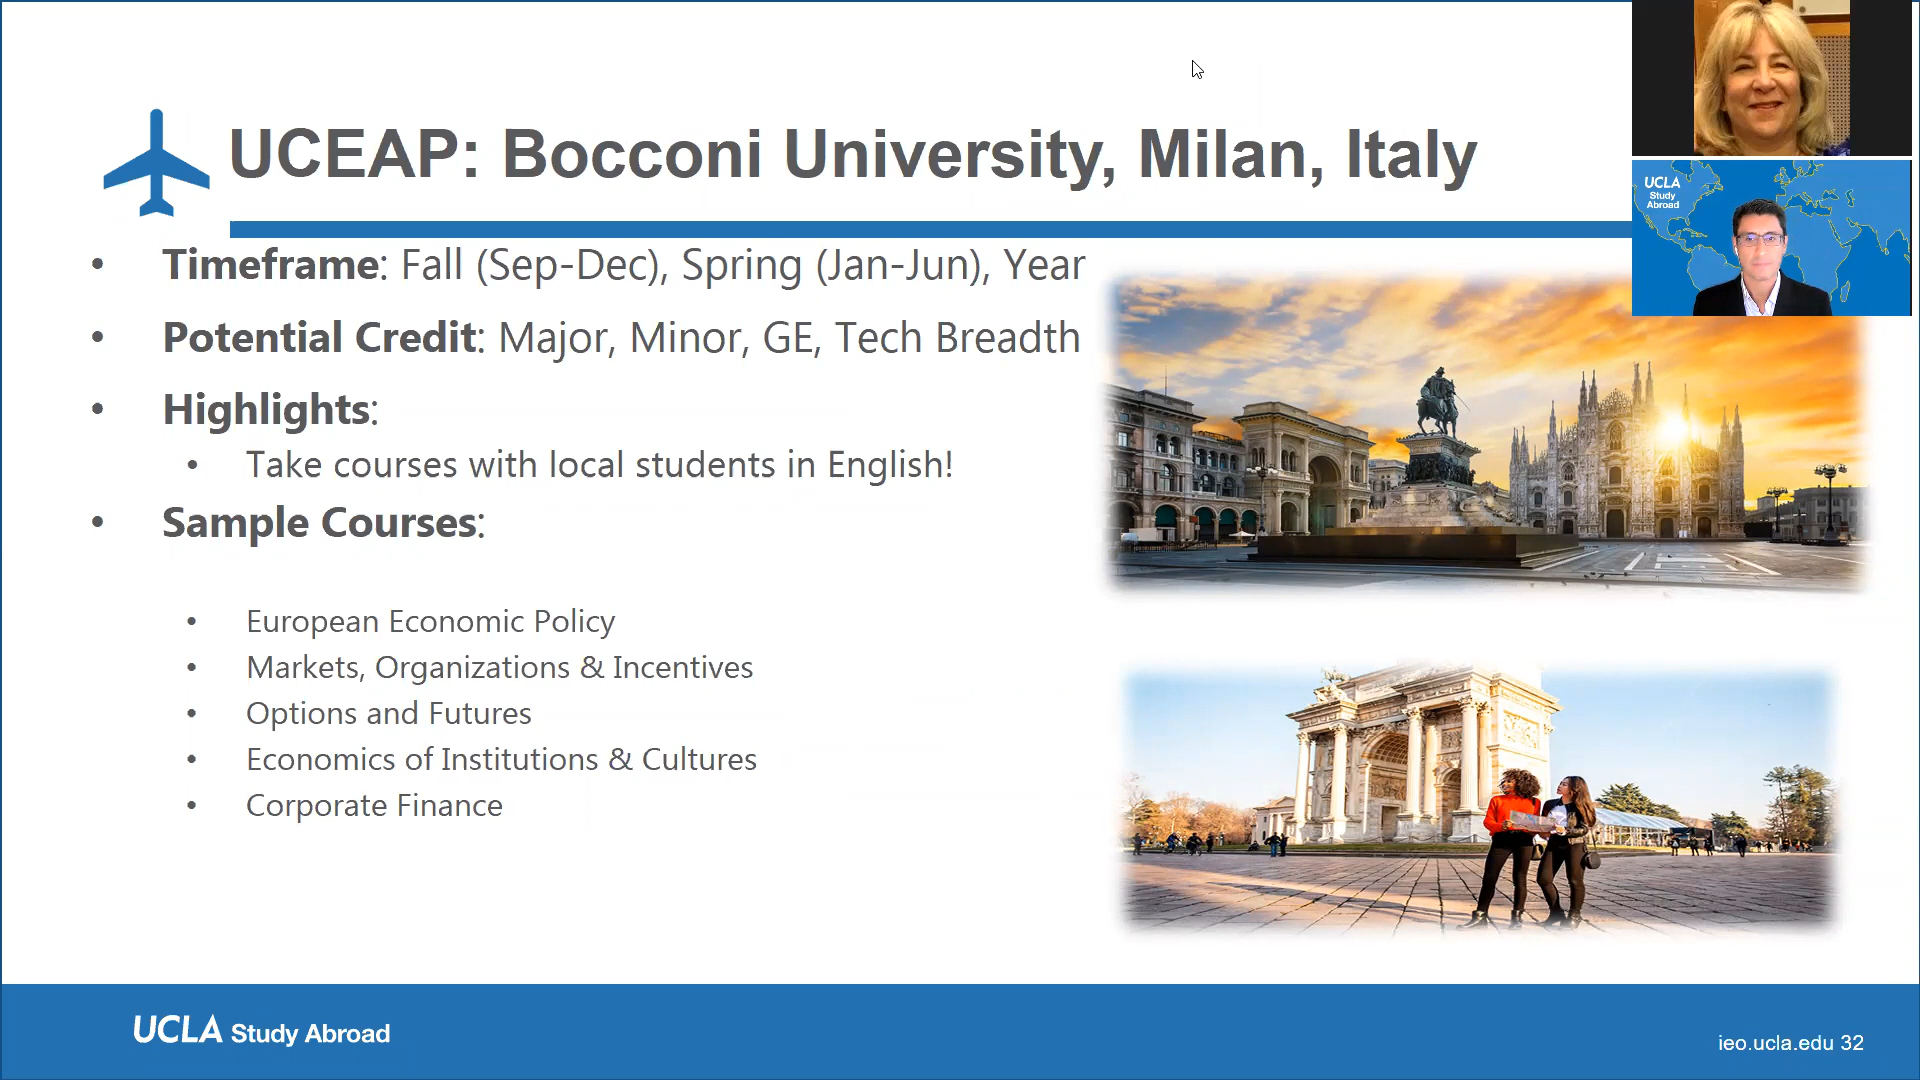 UCEAP: Bocconi University, Milan, Italy
UCLA
Study
Abroad
• Timeframe: Fall (Sep-Dec), Spring (Jan-Jun), Year
• Potential Credit: Major, Minor, GE, Tech Breadth
• Highlights:
• Take courses with local students in English!
• Sample Courses:
• European Economic Policy
• Markets, Organizations & Incentives
• Options and Futures
• Economics of Institutions & Cultures
• Corporate Finance
UCLA Study Abroad
ieo.ucla.edu 32